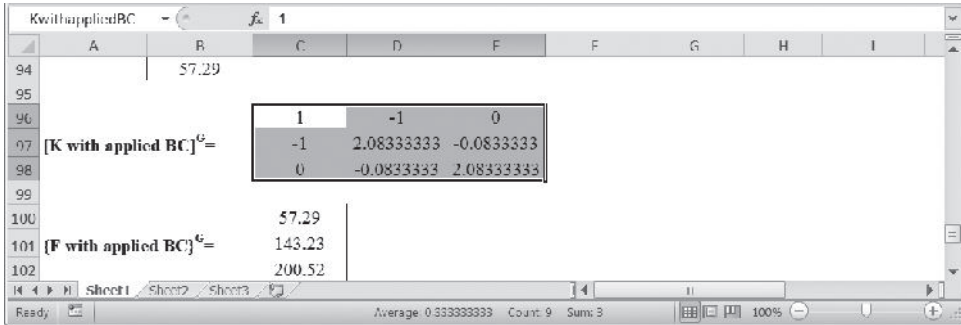 KwithappliedBC fx 1
A B C D E F G H I
94 57.29
95
96 1 -1 0
97 [K with applied BC]ᴳ= -1 2.08333333 -0.0833333
98 0 -0.0833333 2.08333333
99
100 57.29
101 {F with applied BC}ᴳ= 143.23
102 200.52
Sheet1 Sheet2 Sheet3
Ready Average: 0.333333333 Count: 9 Sum: 3 100%